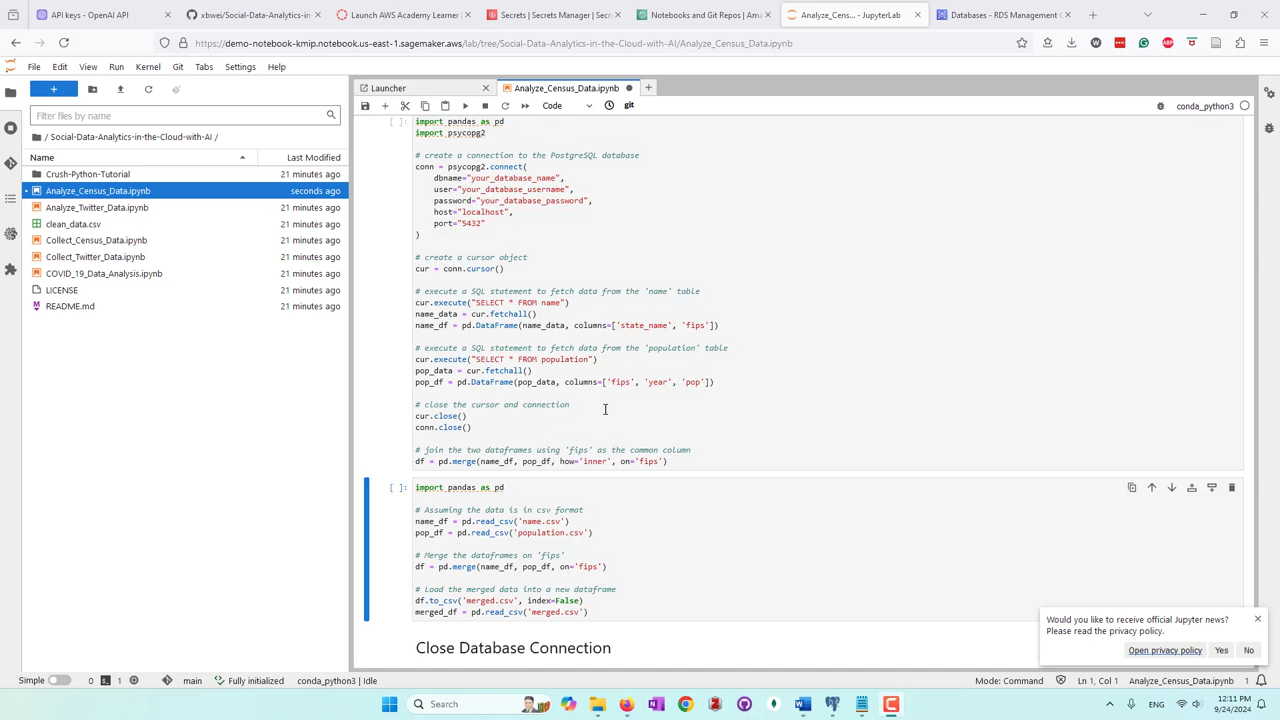 API keys - OpenAI API
xbwei/Social-Data-Analytics-in
Launch AWS Academy Learner
Secrets | Secrets Manager | Se
Notebooks and Git Repos | Ama
Analyze_Cens... - JupyterLab
Databases - RDS Management C
https://demo-notebook-kmip.notebook.us-east-1.sagemaker.aws/lab/tree/Social-Data-Analytics-in-the-Cloud-with-AI/Analyze_Census_Data.ipynb
File Edit View Run Kernel Git Tabs Settings Help
Launcher
Analyze_Census_Data.ipynb
Code
git
conda_python3
Filter files by name
/ Social-Data-Analytics-in-the-Cloud-with-AI /
Name Last Modified
Crush-Python-Tutorial 21 minutes ago
Analyze_Census_Data.ipynb seconds ago
Analyze_Twitter_Data.ipynb 21 minutes ago
clean_data.csv 21 minutes ago
Collect_Census_Data.ipynb 21 minutes ago
Collect_Twitter_Data.ipynb 21 minutes ago
COVID_19_Data_Analysis.ipynb 21 minutes ago
LICENSE 21 minutes ago
README.md 21 minutes ago
[ ]:
import pandas as pd
import psycopg2
# create a connection to the PostgreSQL database
conn = psycopg2.connect(
dbname="your_database_name",
user="your_database_username",
password="your_database_password",
host="localhost",
port="5432"
)
# create a cursor object
cur = conn.cursor()
# execute a SQL statement to fetch data from the 'name' table
cur.execute("SELECT * FROM name")
name_data = cur.fetchall()
name_df = pd.DataFrame(name_data, columns=['state_name', 'fips'])
# execute a SQL statement to fetch data from the 'population' table
cur.execute("SELECT * FROM population")
pop_data = cur.fetchall()
pop_df = pd.DataFrame(pop_data, columns=['fips', 'year', 'pop'])
# close the cursor and connection
cur.close()
conn.close()
# join the two dataframes using 'fips' as the common column
df = pd.merge(name_df, pop_df, how='inner', on='fips')
[ ]:
import pandas as pd
# Assuming the data is in csv format
name_df = pd.read_csv('name.csv')
pop_df = pd.read_csv('population.csv')
# Merge the dataframes on 'fips'
df = pd.merge(name_df, pop_df, on='fips')
# Load the merged data into a new dataframe
df.to_csv('merged.csv', index=False)
merged_df = pd.read_csv('merged.csv')
Close Database Connection
Would you like to receive official Jupyter news?
Please read the privacy policy.
Open privacy policy Yes No
Simple 0 1 main Fully initialized conda_python3 | Idle
Mode: Command Ln 1, Col 1 Analyze_Census_Data.ipynb 1
Search
ENG
12:11 PM
9/24/2024